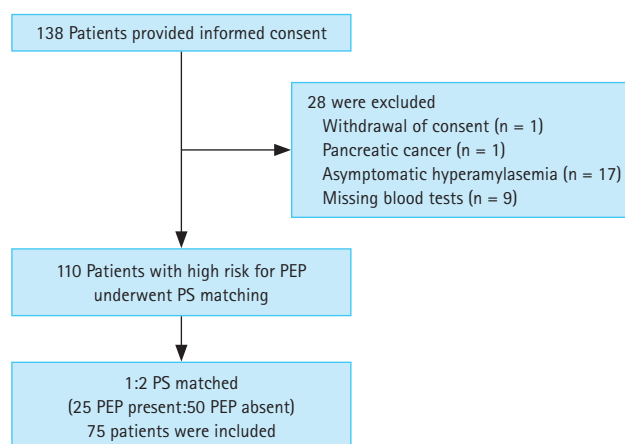 138 Patients provided informed consent
28 were excluded
Withdrawal of consent (n = 1)
Pancreatic cancer (n = 1)
Asymptomatic hyperamylasemia (n = 17)
Missing blood tests (n = 9)
110 Patients with high risk for PEP
underwent PS matching
1:2 PS matched
(25 PEP present:50 PEP absent)
75 patients were included